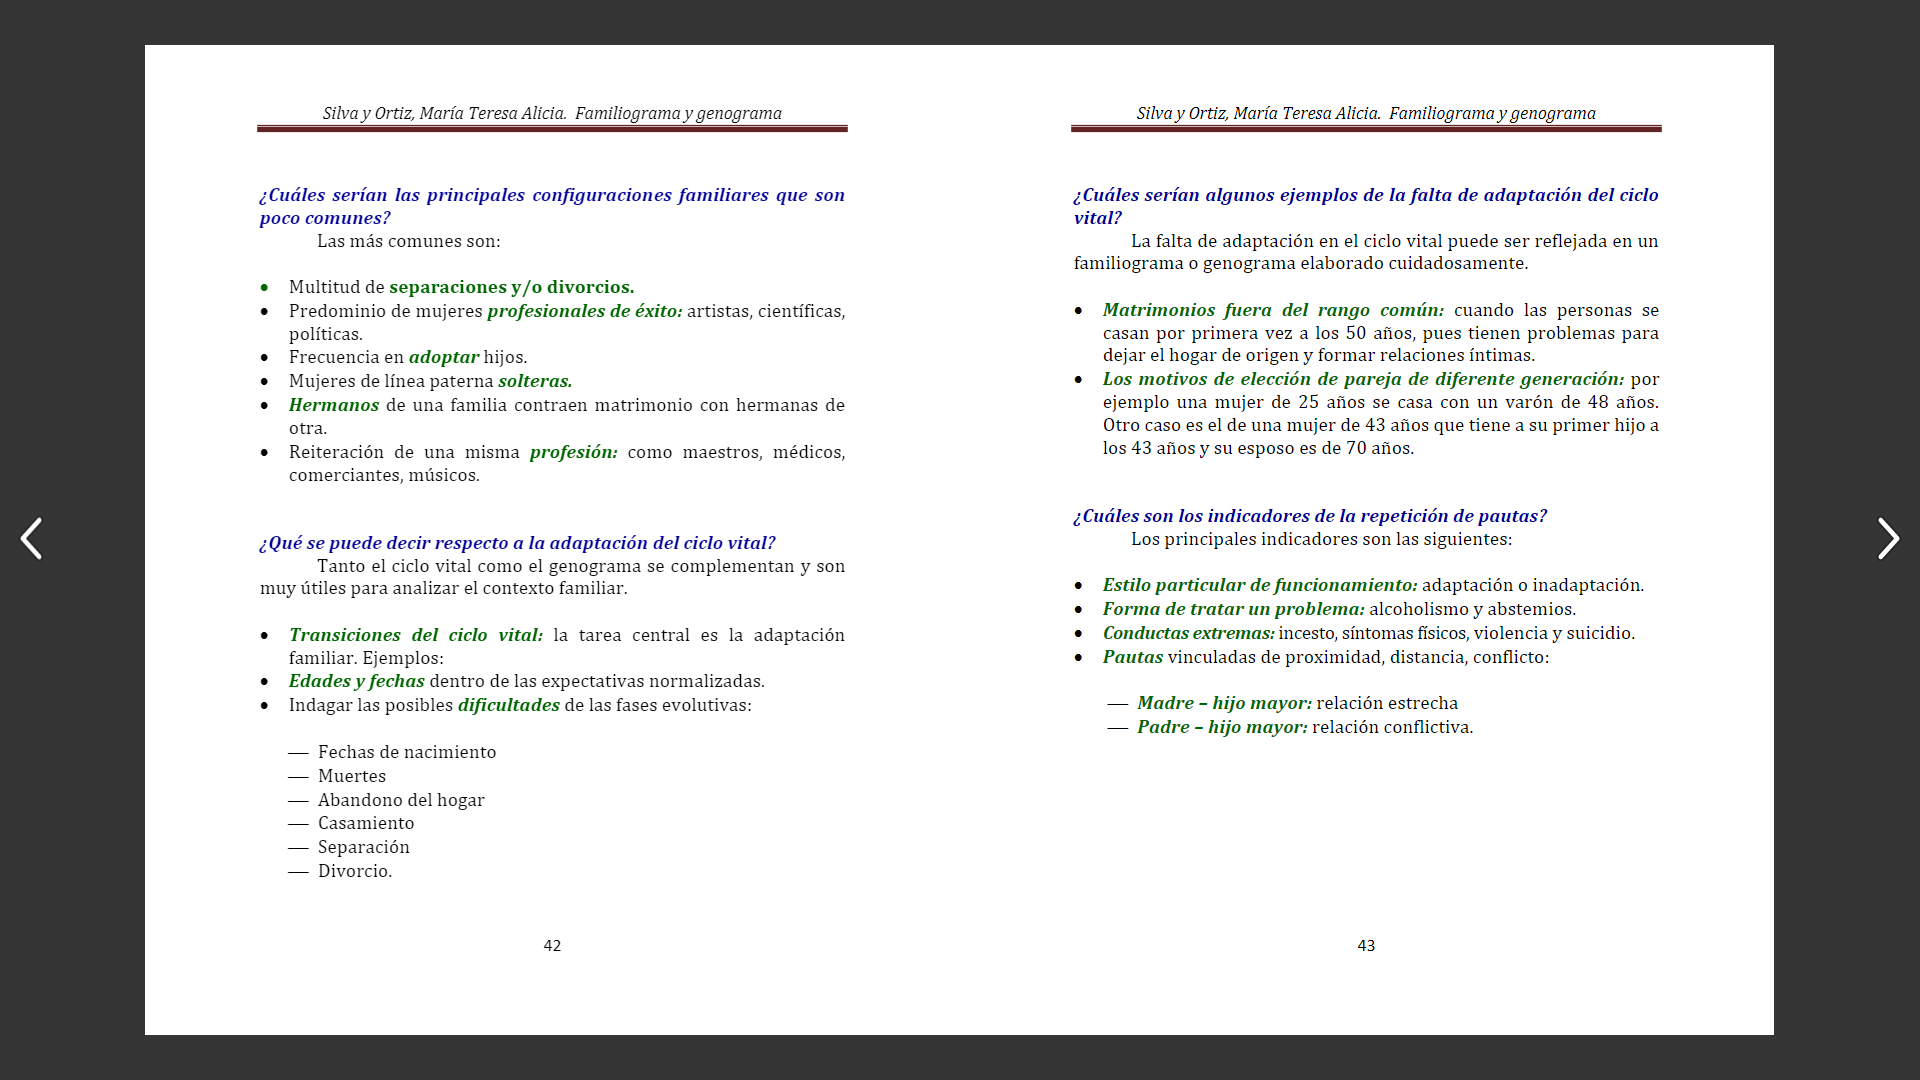 Silva y Ortiz, María Teresa Alicia. Familiograma y genograma
¿Cuáles serían las principales configuraciones familiares que son
poco comunes?
Las más comunes son:
• Multitud de separaciones y/o divorcios.
• Predominio de mujeres profesionales de éxito: artistas, científicas,
políticas.
• Frecuencia en adoptar hijos.
• Mujeres de línea paterna solteras.
• Hermanos de una familia contraen matrimonio con hermanas de
otra.
• Reiteración de una misma profesión: como maestros, médicos,
comerciantes, músicos.
¿Qué se puede decir respecto a la adaptación del ciclo vital?
Tanto el ciclo vital como el genograma se complementan y son
muy útiles para analizar el contexto familiar.
• Transiciones del ciclo vital: la tarea central es la adaptación
familiar. Ejemplos:
• Edades y fechas dentro de las expectativas normalizadas.
• Indagar las posibles dificultades de las fases evolutivas:
— Fechas de nacimiento
— Muertes
— Abandono del hogar
— Casamiento
— Separación
— Divorcio.
42
Silva y Ortiz, María Teresa Alicia. Familiograma y genograma
¿Cuáles serían algunos ejemplos de la falta de adaptación del ciclo
vital?
La falta de adaptación en el ciclo vital puede ser reflejada en un
familiograma o genograma elaborado cuidadosamente.
• Matrimonios fuera del rango común: cuando las personas se
casan por primera vez a los 50 años, pues tienen problemas para
dejar el hogar de origen y formar relaciones íntimas.
• Los motivos de elección de pareja de diferente generación: por
ejemplo una mujer de 25 años se casa con un varón de 48 años.
Otro caso es el de una mujer de 43 años que tiene a su primer hijo a
los 43 años y su esposo es de 70 años.
¿Cuáles son los indicadores de la repetición de pautas?
Los principales indicadores son las siguientes:
• Estilo particular de funcionamiento: adaptación o inadaptación.
• Forma de tratar un problema: alcoholismo y abstemios.
• Conductas extremas: incesto, síntomas físicos, violencia y suicidio.
• Pautas vinculadas de proximidad, distancia, conflicto:
— Madre – hijo mayor: relación estrecha
— Padre – hijo mayor: relación conflictiva.
43